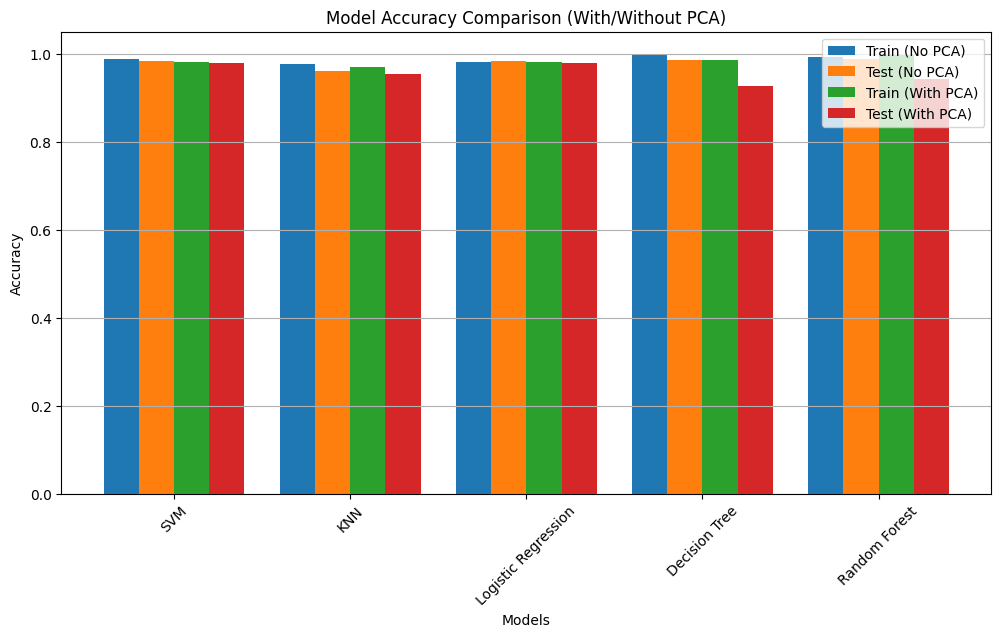 Model Accuracy Comparison (With/Without PCA)
Train (No PCA)
Test (No PCA)
Train (With PCA)
Test (With PCA)
1.0
0.8
0.6
0.4
0.2
0.0
Accuracy
SVM
KNN
Logistic Regression
Decision Tree
Random Forest
Models